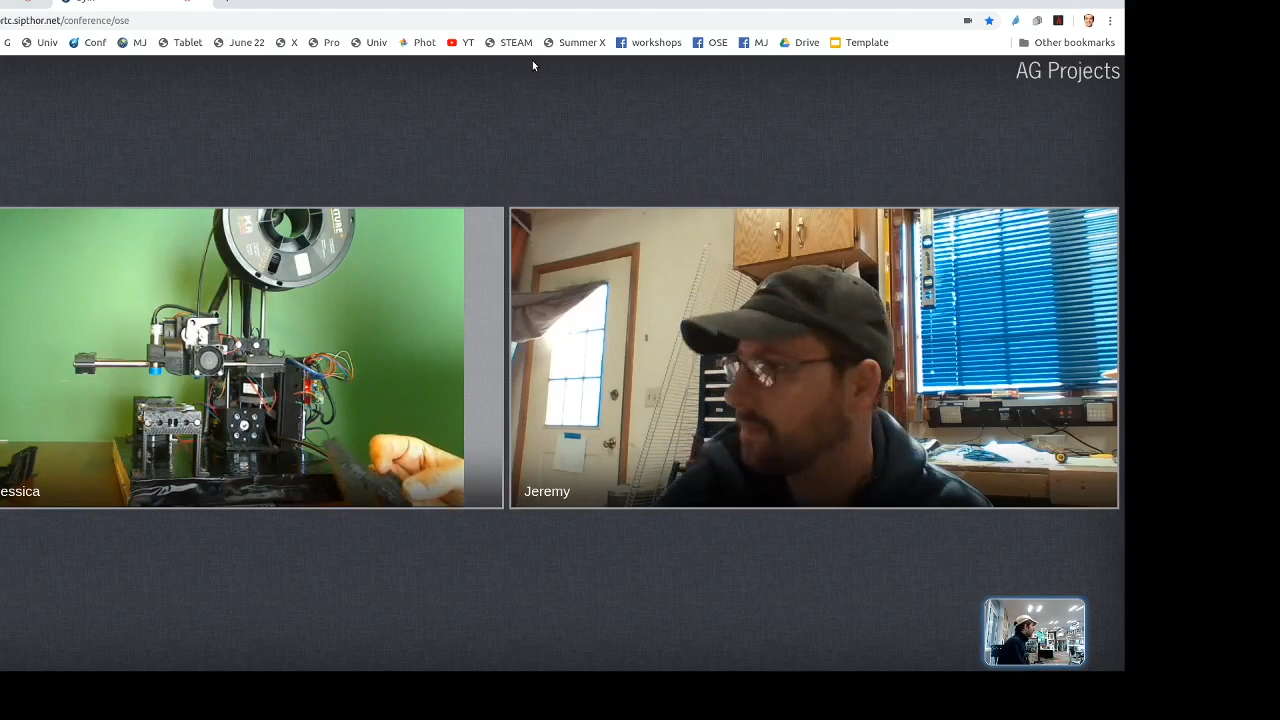 rtc.sipthor.net/conference/ose
G Univ Conf MJ Tablet June 22 X Pro Univ Phot YT STEAM Summer X workshops OSE MJ Drive Template Other bookmarks
AG Projects
essica
Jeremy